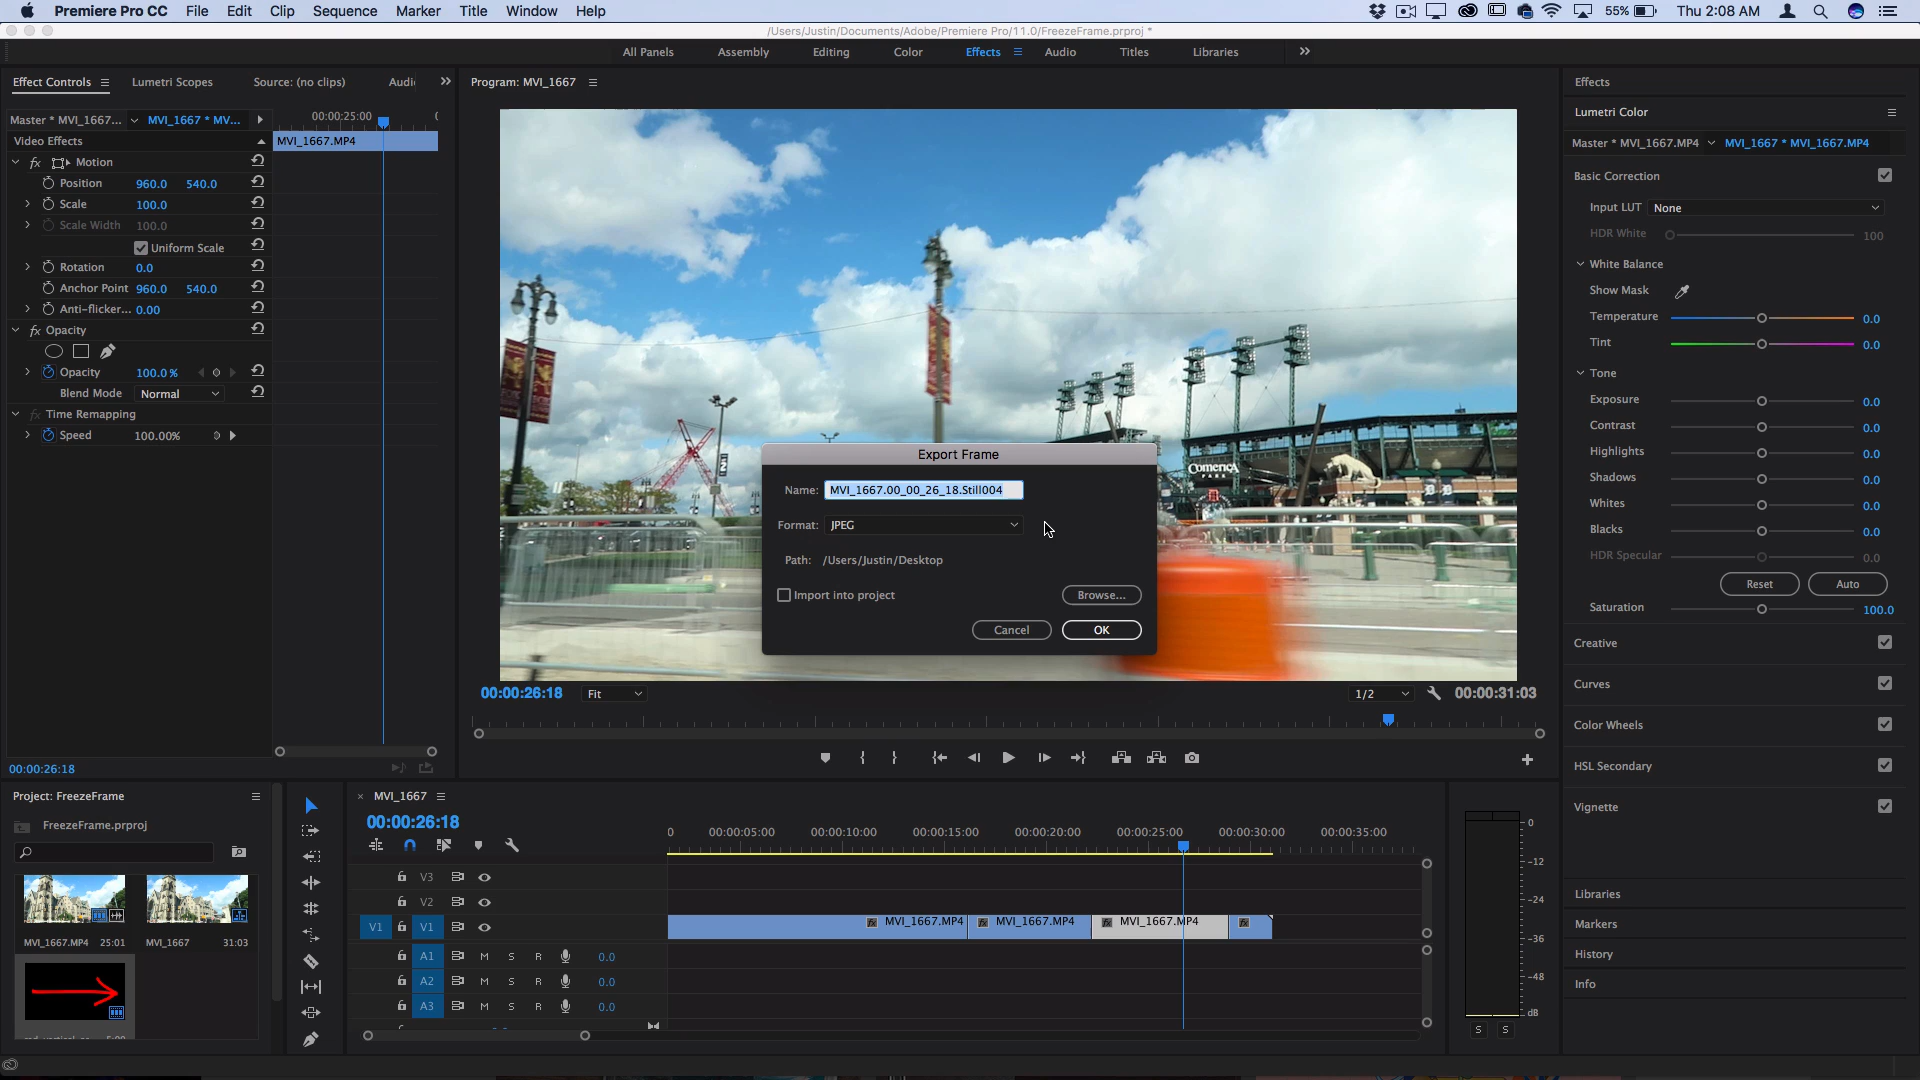 Premiere Pro CC File Edit Clip Sequence Marker Title Window Help 55% Thu 2:08 AM
/Users/Justin/Documents/Adobe/Premiere Pro/11.0/FreezeFrame.prproj *
All Panels Assembly Editing Color Effects Audio Titles Libraries
Effect Controls Lumetri Scopes Source: (no clips) Program: MVI_1667
Effects
Lumetri Color
Master * MVI_1667... MVI_1667 * MV... 00:00:25:00
Video Effects MVI_1667.MP4
fx Motion
Position 960.0 540.0
Scale 100.0
Scale Width 100.0
Uniform Scale
Rotation 0.0
Anchor Point 960.0 540.0
Anti-flicker... 0.00
fx Opacity
Opacity 100.0 %
Blend Mode Normal
fx Time Remapping
Speed 100.00%
00:00:26:18
COMERICA
PARK
Export Frame
Name: MVI_1667.00_00_26_18.Still004
Format: JPEG
Path: /Users/Justin/Desktop
Import into project Browse...
Cancel OK
00:00:26:18 Fit 1/2 00:00:31:03
Master * MVI_1667.MP4 MVI_1667 * MVI_1667.MP4
Basic Correction
Input LUT None
HDR White 100
White Balance
Show Mask
Temperature 0.0
Tint 0.0
Tone
Exposure 0.0
Contrast 0.0
Highlights 0.0
Shadows 0.0
Whites 0.0
Blacks 0.0
HDR Specular 0.0
Reset Auto
Saturation 100.0
Creative
Curves
Color Wheels
HSL Secondary
Vignette
Libraries
Markers
History
Info
Project: FreezeFrame
FreezeFrame.prproj
MVI_1667.MP4 25:01 MVI_1667 31:03
MVI_1667
00:00:26:18
0 00:00:05:00 00:00:10:00 00:00:15:00 00:00:20:00 00:00:25:00 00:00:30:00 00:00:35:00
V3
V2
V1 V1 fx MVI_1667.MP4 fx MVI_1667.MP4 fx MVI_1667.MP4 fx
A1 M S R 0.0
A2 M S R 0.0
A3 M S R 0.0
0
-12
-24
-36
-48
dB
S S